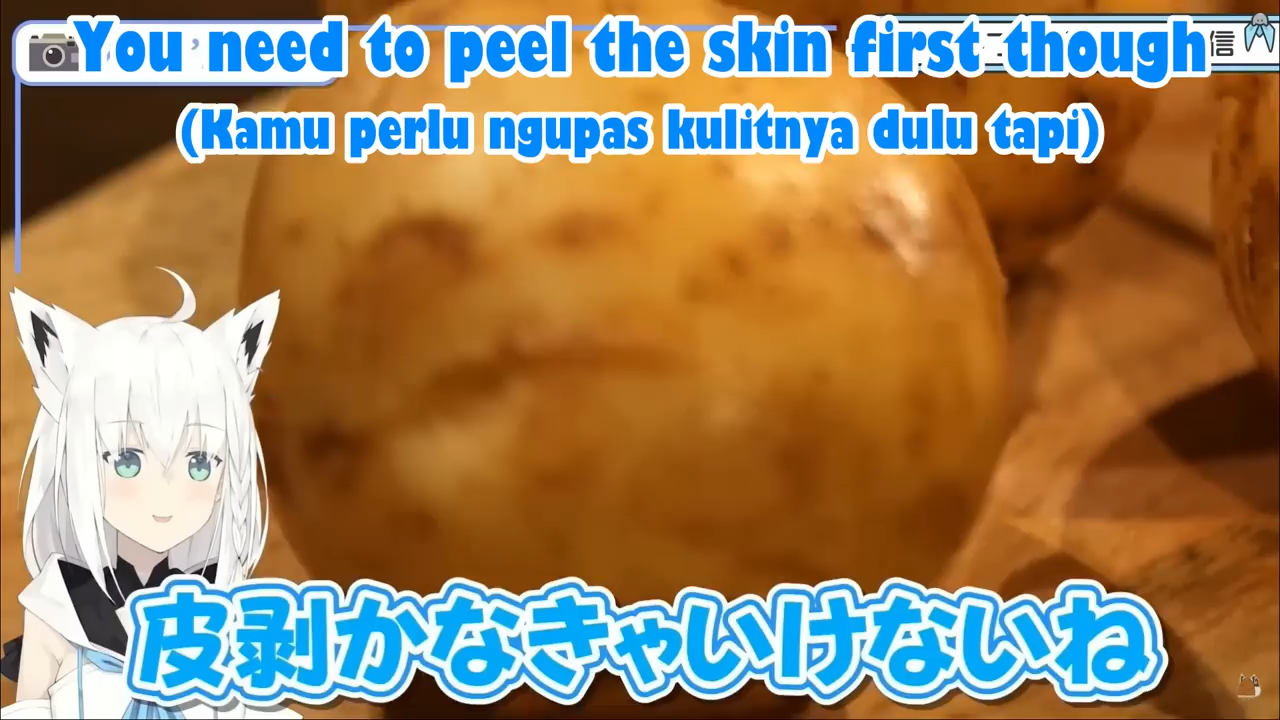 You need to peel the skin first though
信
(Kamu perlu ngupas kulitnya dulu tapi)
皮剥かなきゃいけないね